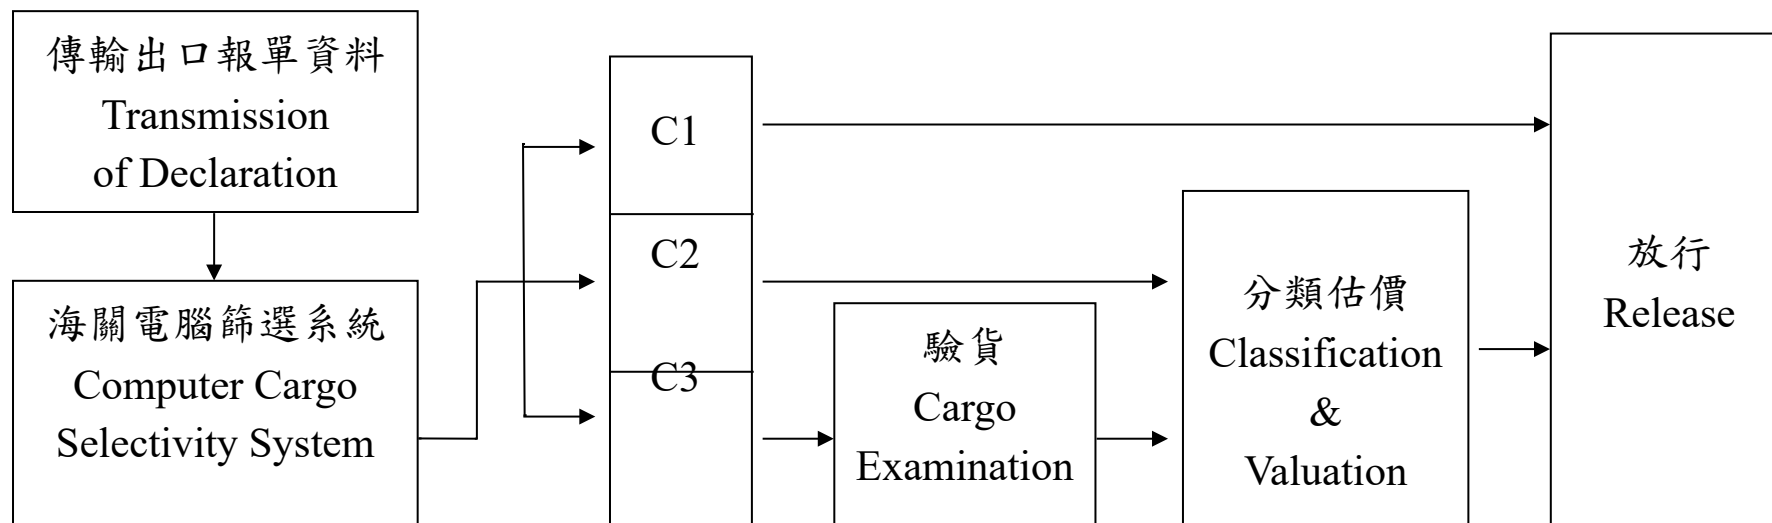 傳輸出口報單資料
Transmission
of Declaration
海關電腦篩選系統
Computer Cargo
Selectivity System
C1
C2
C3
驗貨
Cargo
Examination
分類估價
Classification
&
Valuation
放行
Release